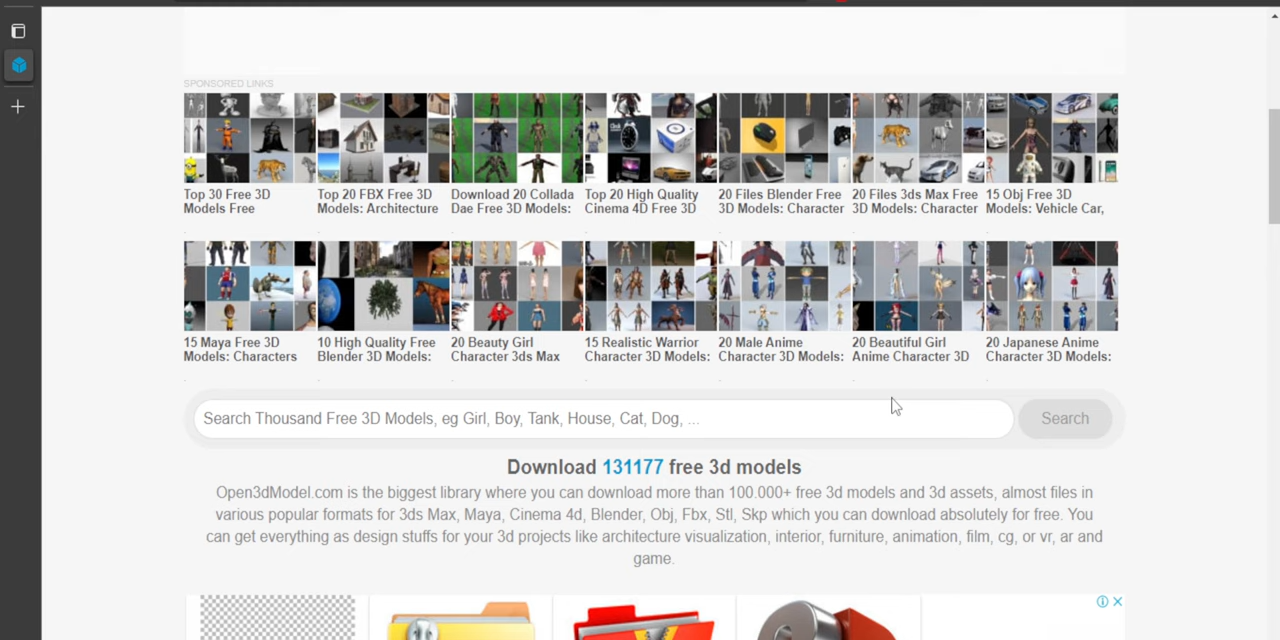 SPONSORED LINKS
Top 30 Free 3D
Models Free
Top 20 FBX Free 3D
Models: Architecture
Download 20 Collada
Dae Free 3D Models:
Top 20 High Quality
Cinema 4D Free 3D
20 Files Blender Free
3D Models: Character
20 Files 3ds Max Free
3D Models: Character
15 Obj Free 3D
Models: Vehicle Car,
15 Maya Free 3D
Models: Characters
10 High Quality Free
Blender 3D Models:
20 Beauty Girl
Character 3ds Max
15 Realistic Warrior
Character 3D Models:
20 Male Anime
Character 3D Models:
20 Beautiful Girl
Anime Character 3D
20 Japanese Anime
Character 3D Models:
Search Thousand Free 3D Models, eg Girl, Boy, Tank, House, Cat, Dog, ...
Search
Download 131177 free 3d models
Open3dModel.com is the biggest library where you can download more than 100.000+ free 3d models and 3d assets, almost files in
various popular formats for 3ds Max, Maya, Cinema 4d, Blender, Obj, Fbx, Stl, Skp which you can download absolutely for free. You
can get everything as design stuffs for your 3d projects like architecture visualization, interior, furniture, animation, film, cg, or vr, ar and
game.